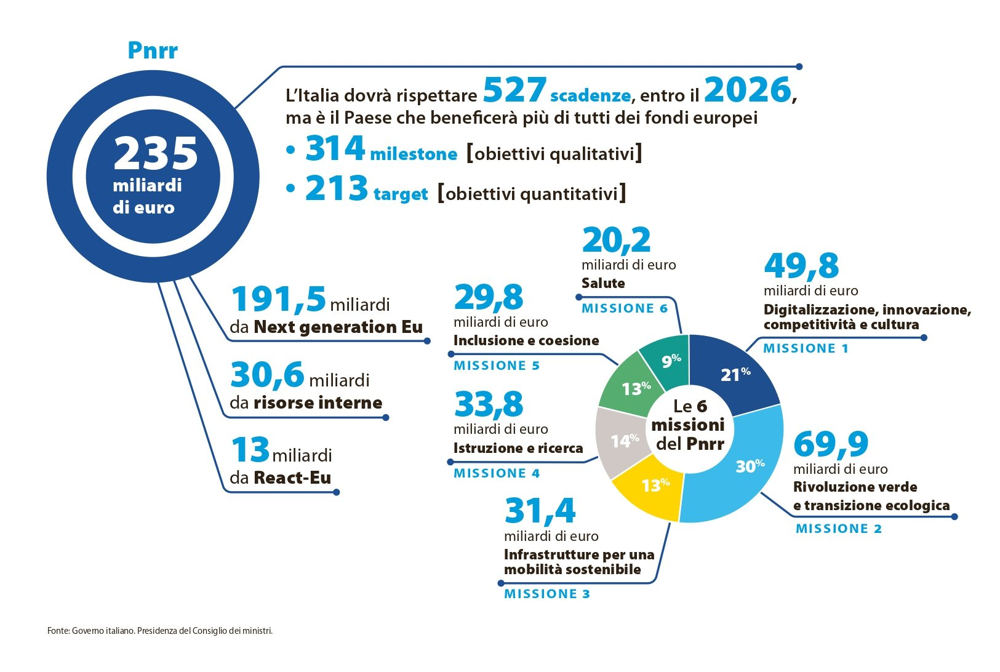 Pnrr
235
miliardi
di euro
L'Italia dovrà rispettare 527 scadenze, entro il 2026,
ma è il Paese che beneficerà più di tutti dei fondi europei
• 314 milestone [obiettivi qualitativi]
• 213 target [obiettivi quantitativi]
191,5 miliardi
da Next generation Eu
30,6 miliardi
da risorse interne
13 miliardi
da React-Eu
20,2
miliardi di euro
Salute
MISSIONE 6
49,8
miliardi di euro
Digitalizzazione, innovazione,
competitività e cultura
MISSIONE 1
29,8
miliardi di euro
Inclusione e coesione
MISSIONE 5
33,8
miliardi di euro
Istruzione e ricerca
MISSIONE 4
31,4
miliardi di euro
Infrastrutture per una
mobilità sostenibile
MISSIONE 3
69,9
miliardi di euro
Rivoluzione verde
e transizione ecologica
MISSIONE 2
9%
21%
13%
14%
13%
30%
Le 6
missioni
del Pnrr
Fonte: Governo italiano. Presidenza del Consiglio dei ministri.